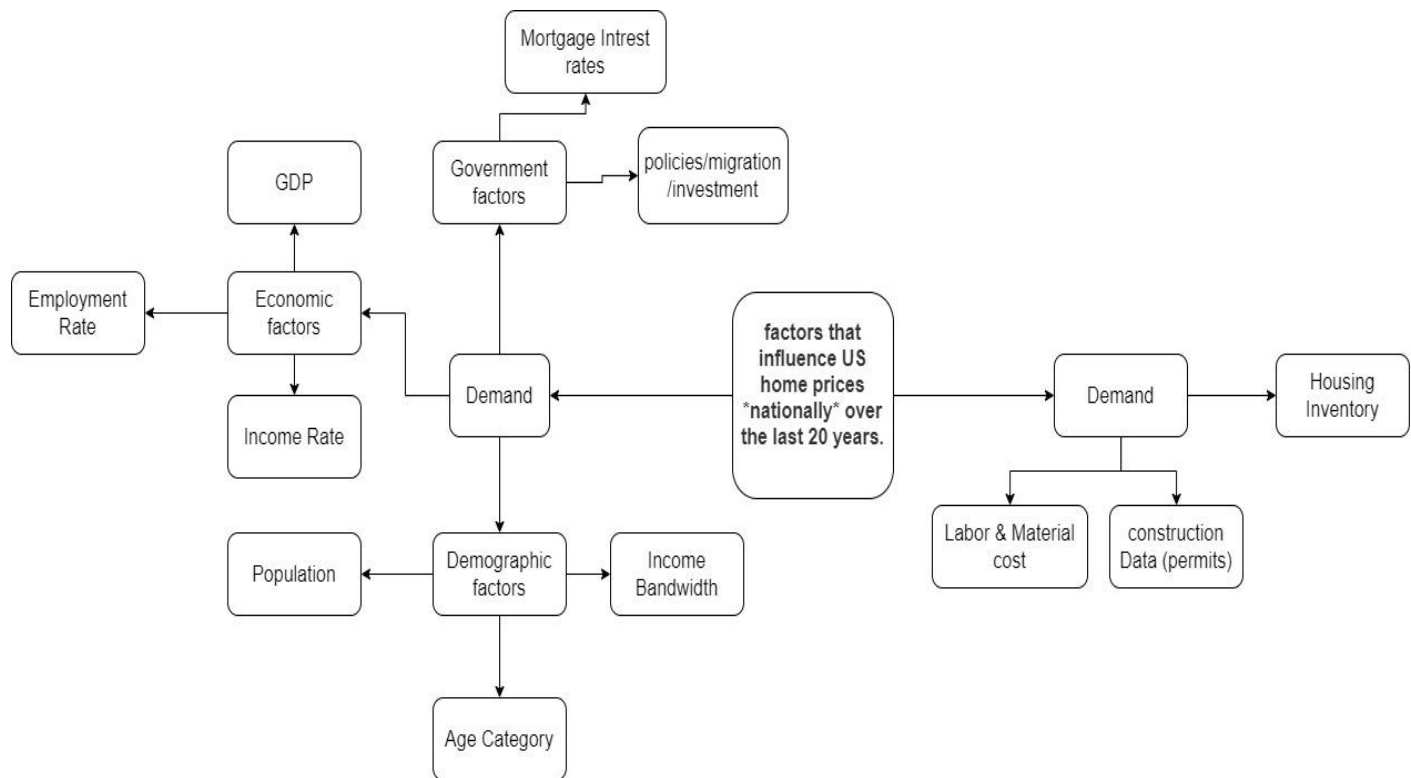 Mortgage Intrest
rates
GDP
Government
factors
policies/migration
/investment
Employment
Rate
Economic
factors
Income Rate
Demand
factors that
influence US
home prices
*nationally* over
the last 20 years.
Demand
Housing
Inventory
Labor & Material
cost
construction
Data (permits)
Population
Demographic
factors
Income
Bandwidth
Age Category